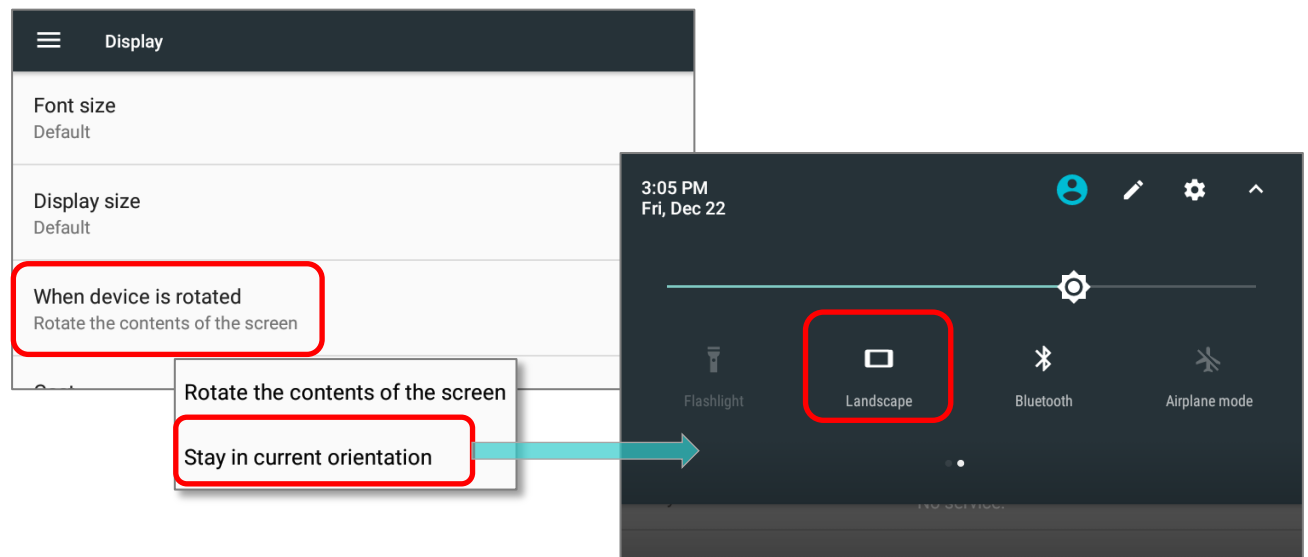 Display
Font size
Default
Display size
Default
When device is rotated
Rotate the contents of the screen
Rotate the contents of the screen
Stay in current orientation
3:05 PM
Fri, Dec 22
Flashlight
Landscape
Bluetooth
Airplane mode
No service.